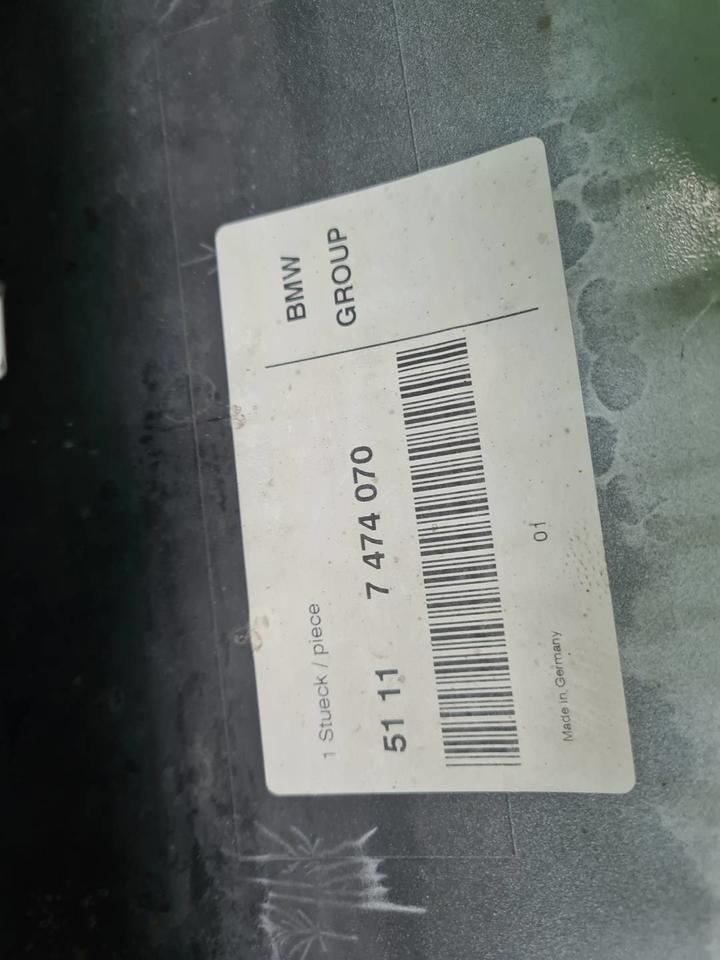 BMW
GROUP
1 Stueck / piece
51 11 7 474 070
01
Made in Germany